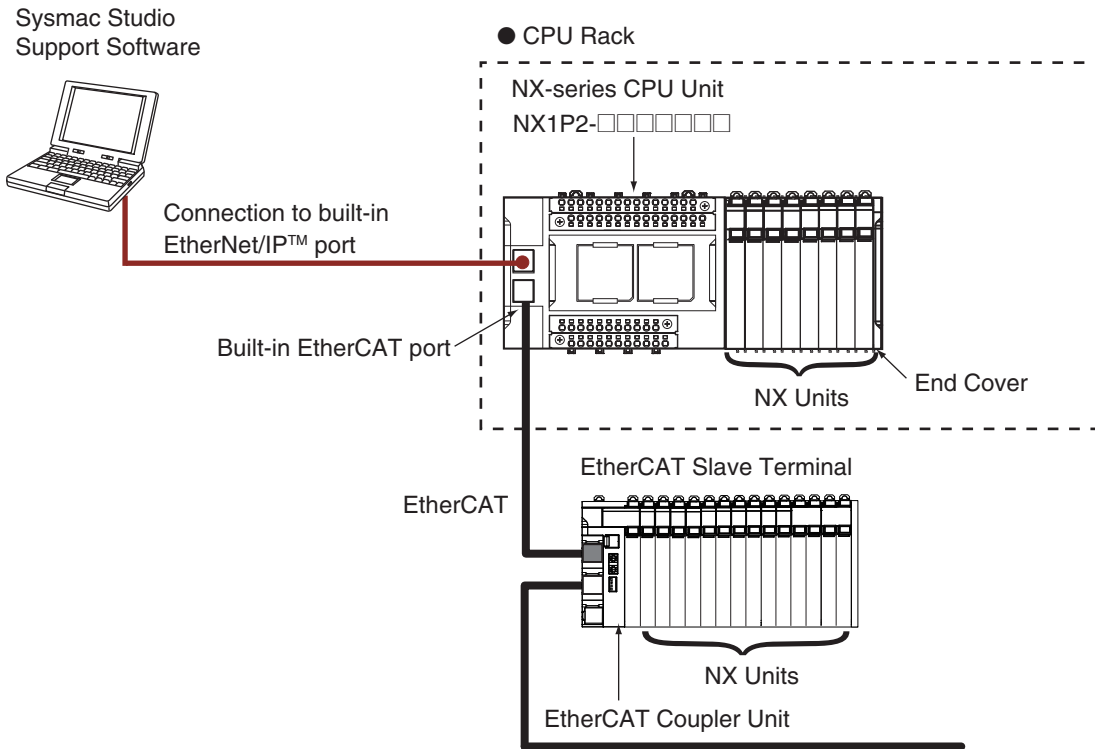 Sysmac Studio
Support Software
● CPU Rack
NX-series CPU Unit
NX1P2-□□□□□□□
Connection to built-in
EtherNet/IP™ port
Built-in EtherCAT port
End Cover
NX Units
EtherCAT Slave Terminal
EtherCAT
NX Units
EtherCAT Coupler Unit